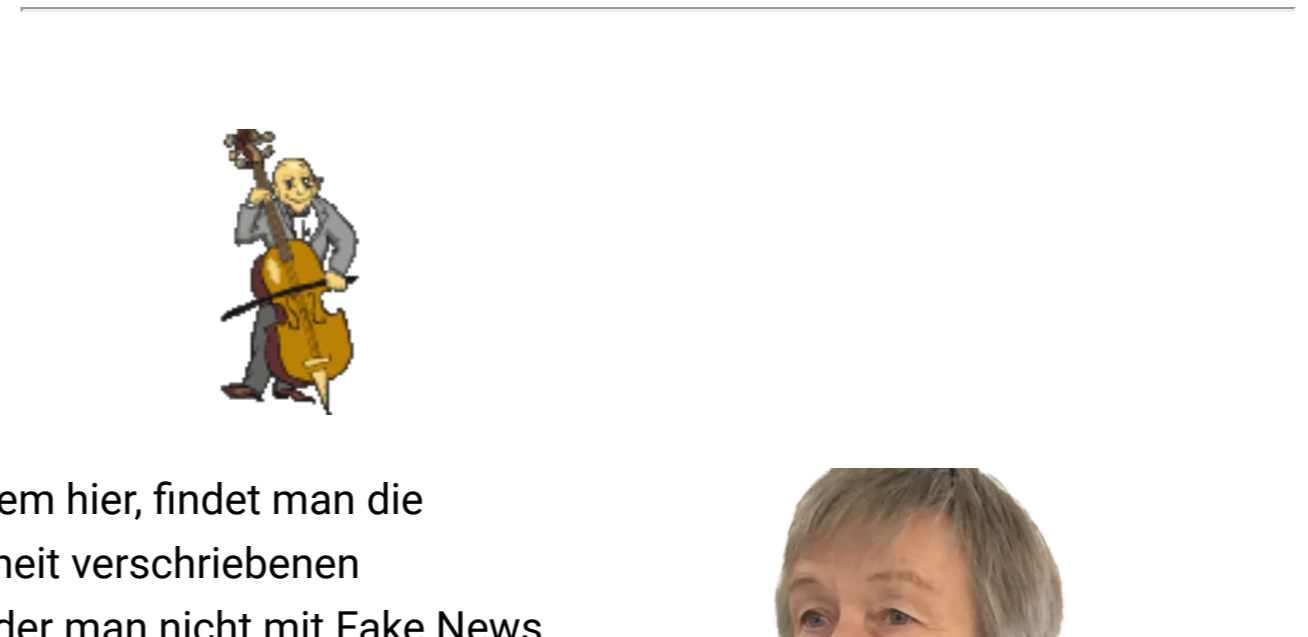 em hier, findet man die
heit verschriebenen
der man nicht mit Fake News